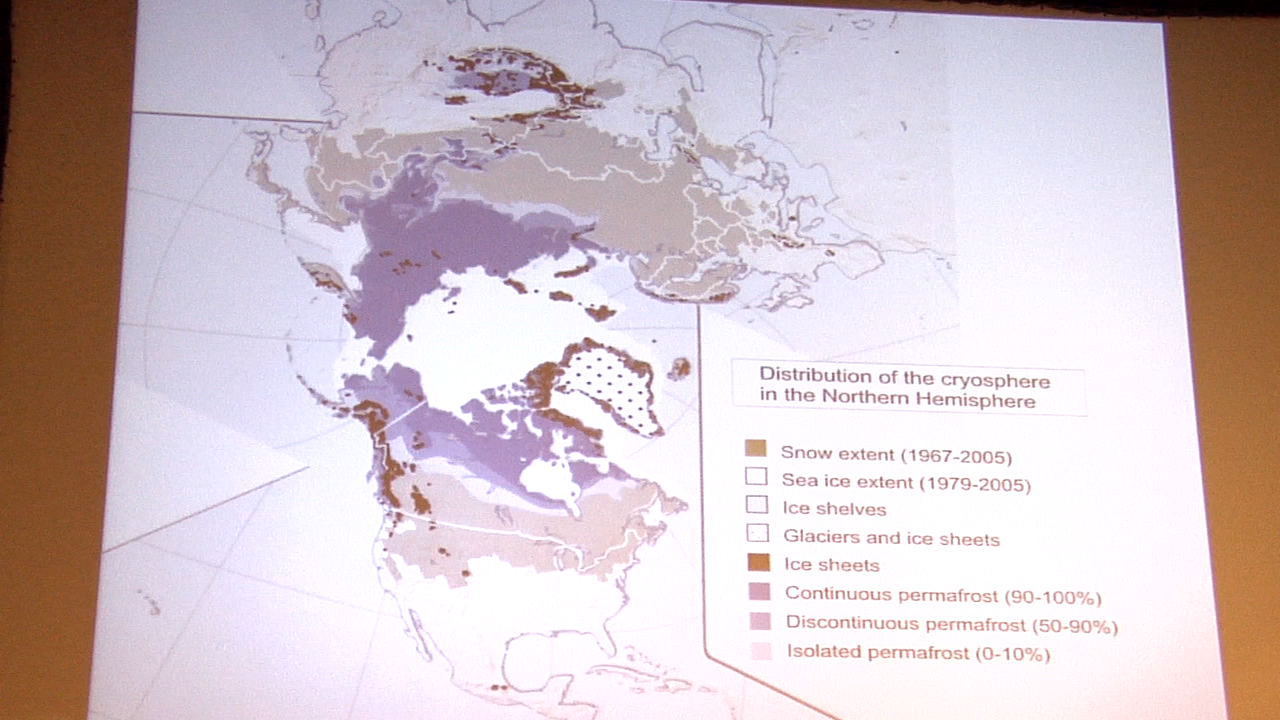 Distribution of the cryosphere
in the Northern Hemisphere
Snow extent (1967-2005)
Sea ice extent (1979-2005)
Ice shelves
Glaciers and ice sheets
Ice sheets
Continuous permafrost (90-100%)
Discontinuous permafrost (50-90%)
Isolated permafrost (0-10%)